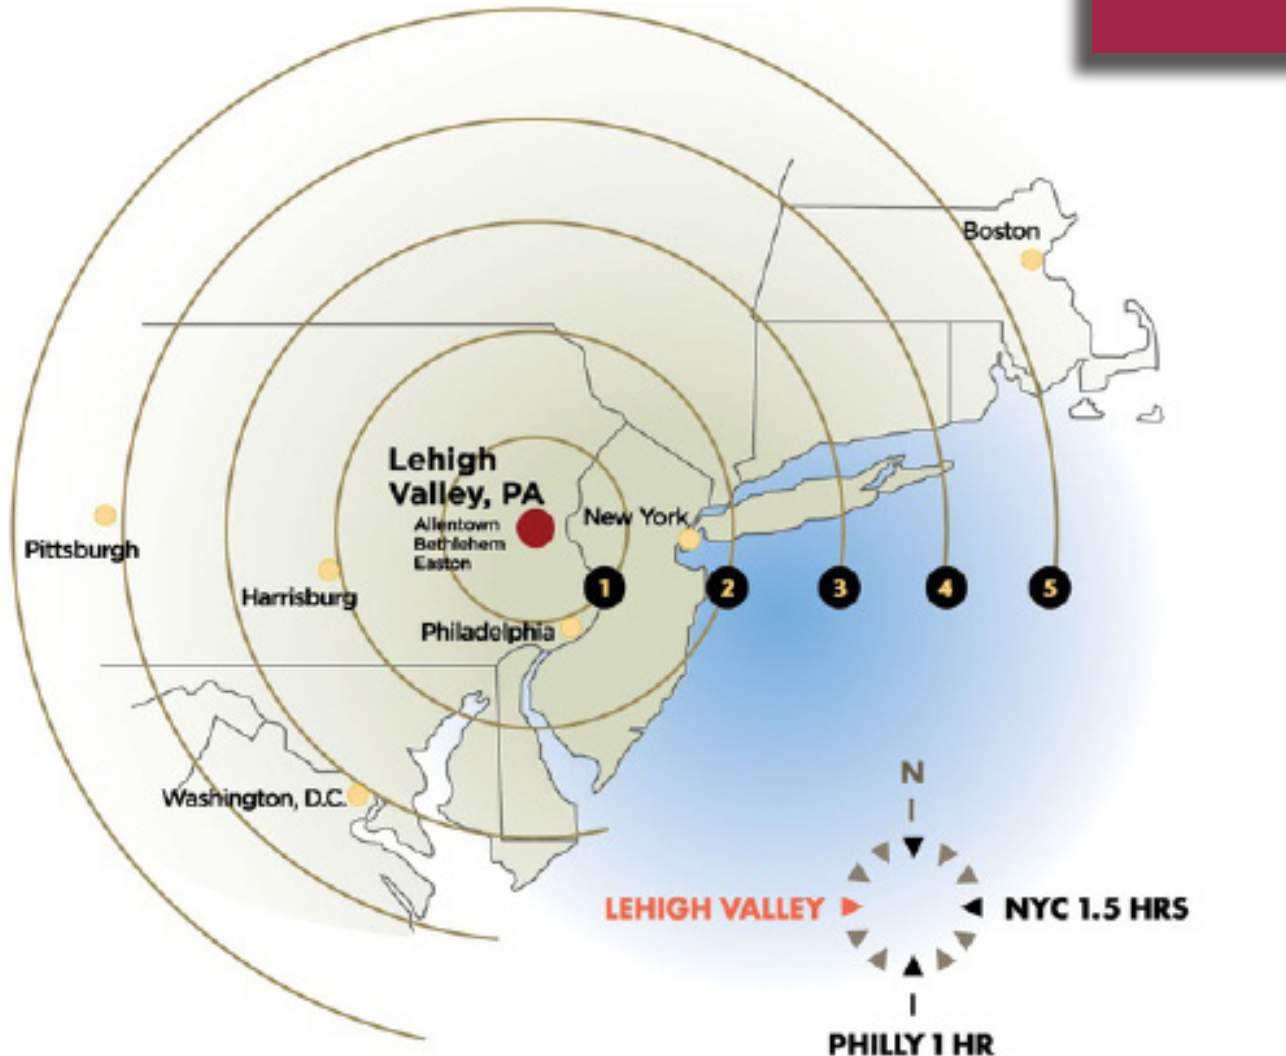 Boston
Lehigh
Valley, PA
Allentown
Bethlehem
Easton
New York
Pittsburgh
Harrisburg
1
2
3
4
5
Philadelphia
Washington, D.C.
N
LEHIGH VALLEY
NYC 1.5 HRS
PHILLY 1 HR